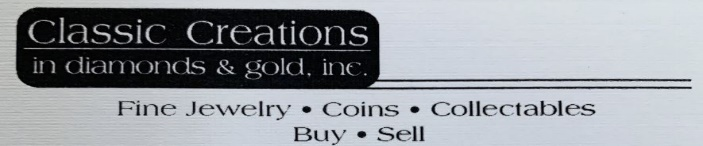 Classic Creations
in diamonds & gold, inc.
Fine Jewelry • Coins • Collectables
Buy • Sell